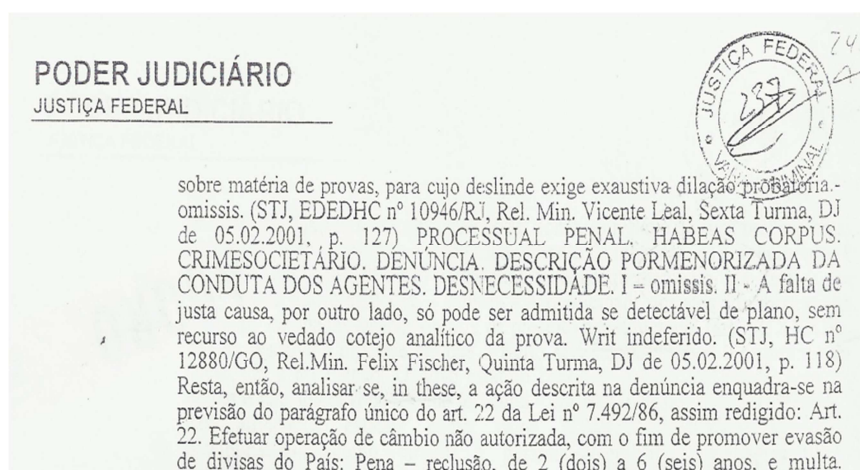 PODER JUDICIÁRIO
JUSTIÇA FEDERAL
JUSTIÇA FEDERAL
237
VARA CRIMINAL
sobre matéria de provas, para cujo deslinde exige exaustiva dilação probatória.-
omissis. (STJ, EDEDHC nº 10946/RJ, Rel. Min. Vicente Leal, Sexta Turma, DJ
de 05.02.2001, p. 127) PROCESSUAL PENAL. HABEAS CORPUS.
CRIMESOCIETÁRIO. DENÚNCIA. DESCRIÇÃO PORMENORIZADA DA
CONDUTA DOS AGENTES. DESNECESSIDADE. I – omissis. II - A falta de
justa causa, por outro lado, só pode ser admitida se detectável de plano, sem
recurso ao vedado cotejo analítico da prova. Writ indeferido. (STJ, HC nº
12880/GO, Rel.Min. Felix Fischer, Quinta Turma, DJ de 05.02.2001, p. 118)
Resta, então, analisar se, in these, a ação descrita na denúncia enquadra-se na
previsão do parágrafo único do art. 22 da Lei nº 7.492/86, assim redigido: Art.
22. Efetuar operação de câmbio não autorizada, com o fim de promover evasão
de divisas do País: Pena – reclusão, de 2 (dois) a 6 (seis) anos, e multa.